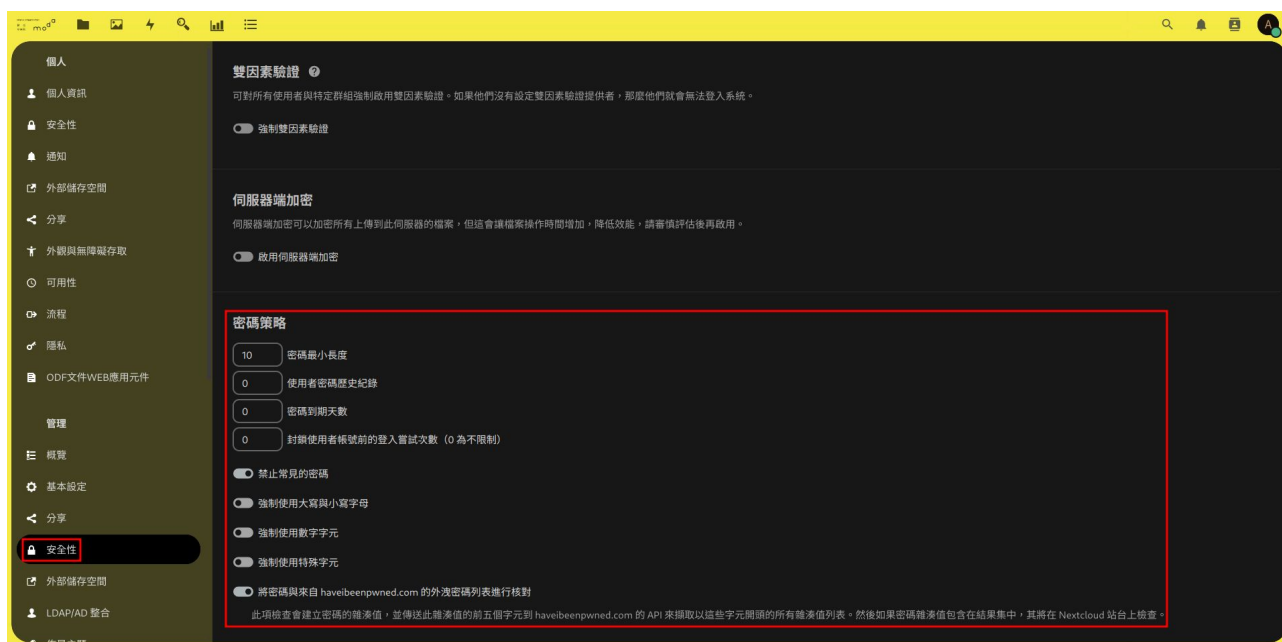 moda
個人
個人資訊
安全性
通知
外部儲存空間
分享
外觀與無障礙存取
可用性
流程
隱私
ODF文件WEB應用元件
管理
概覽
基本設定
分享
安全性
外部儲存空間
LDAP/AD 整合
A
雙因素驗證 ?
可對所有使用者與特定群組強制啟用雙因素驗證。如果他們沒有設定雙因素驗證提供者，那麼他們就會無法登入系統。
強制雙因素驗證
伺服器端加密
伺服器端加密可以加密所有上傳到此伺服器的檔案，但這會讓檔案操作時間增加，降低效能，請審慎評估後再啟用。
啟用伺服器端加密
密碼策略
10 密碼最小長度
0 使用者密碼歷史紀錄
0 密碼到期天數
0 封鎖使用者帳號前的登入嘗試次數（0 為不限制）
禁止常見的密碼
強制使用大寫與小寫字母
強制使用數字字元
強制使用特殊字元
將密碼與來自 haveibeenpwned.com 的外洩密碼列表進行核對
此項檢查會建立密碼的雜湊值，並傳送此雜湊值的前五個字元到 haveibeenpwned.com 的 API 來擷取以這些字元開頭的所有雜湊值列表。然後如果密碼雜湊值包含在結果集中，其將在 Nextcloud 站台上檢查。